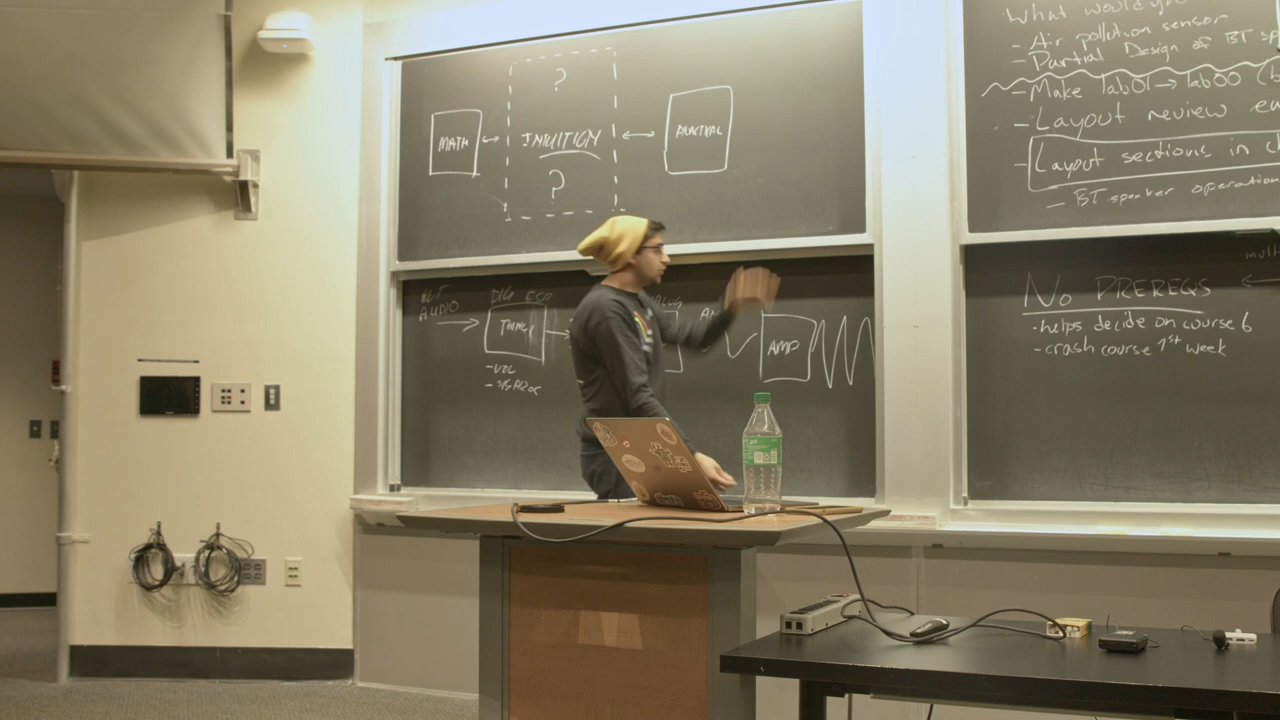 ?
MATH
INTUITION
PRACTICAL
?
AUDIO
DIG
ESP
- VOL
AMP
What would you
- Air pollution sensor
- Partial Design of BT spe
- Make lab01 → lab00 (b
- Layout review ea
- Layout sections in c
- BT speaker operation
No PREREQS
- helps decide on course 6
- crash course 1st week